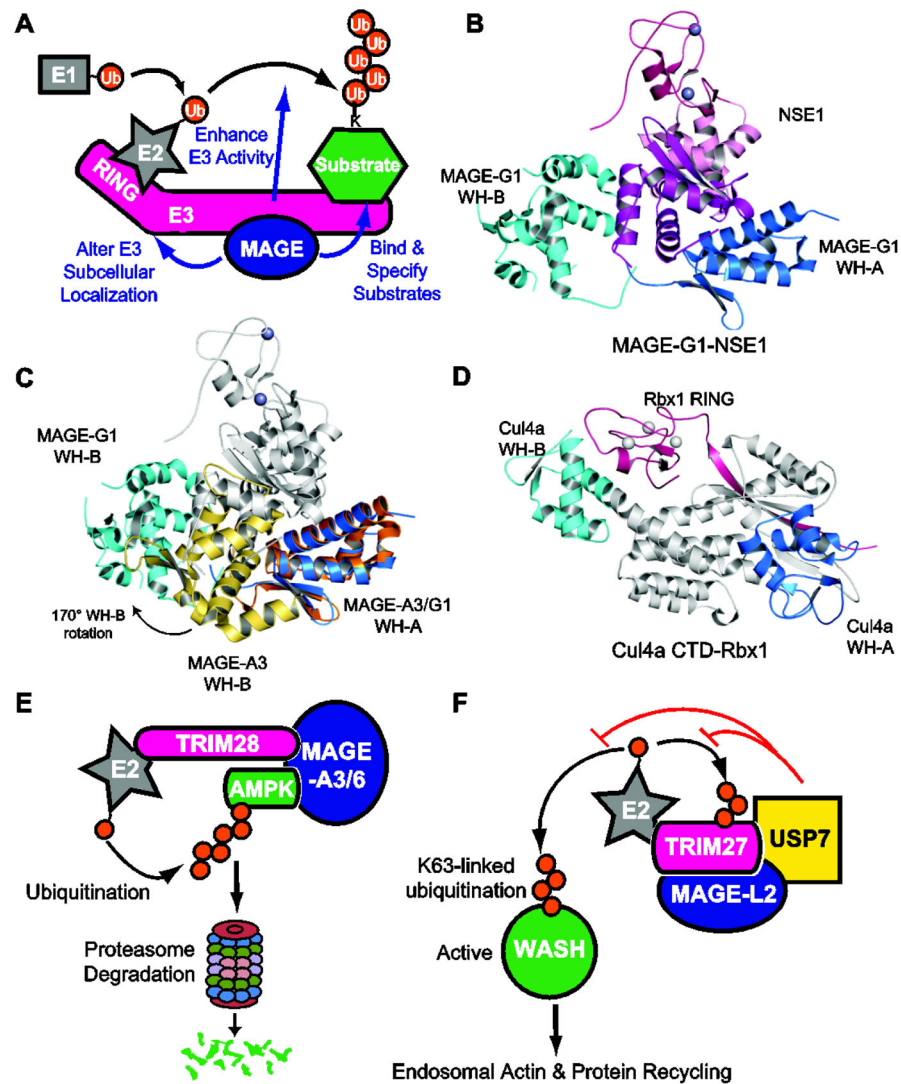 A
E1
Ub
Ub
Ub
Ub
Ub
Ub
Ub
Ub
K
E2
Enhance
E3 Activity
Substrate
RING
E3
MAGE
Alter E3
Subcellular
Localization
Bind &
Specify
Substrates
B
NSE1
MAGE-G1
WH-B
MAGE-G1
WH-A
MAGE-G1-NSE1
C
MAGE-G1
WH-B
170° WH-B
rotation
MAGE-A3/G1
WH-A
MAGE-A3
WH-B
D
Rbx1 RING
Cul4a
WH-B
Cul4a CTD-Rbx1
Cul4a
WH-A
E
TRIM28
MAGE
-A3/6
E2
AMPK
Ubiquitination
Proteasome
Degradation
F
E2
USP7
TRIM27
MAGE-L2
K63-linked
ubiquitination
Active
WASH
Endosomal Actin & Protein Recycling